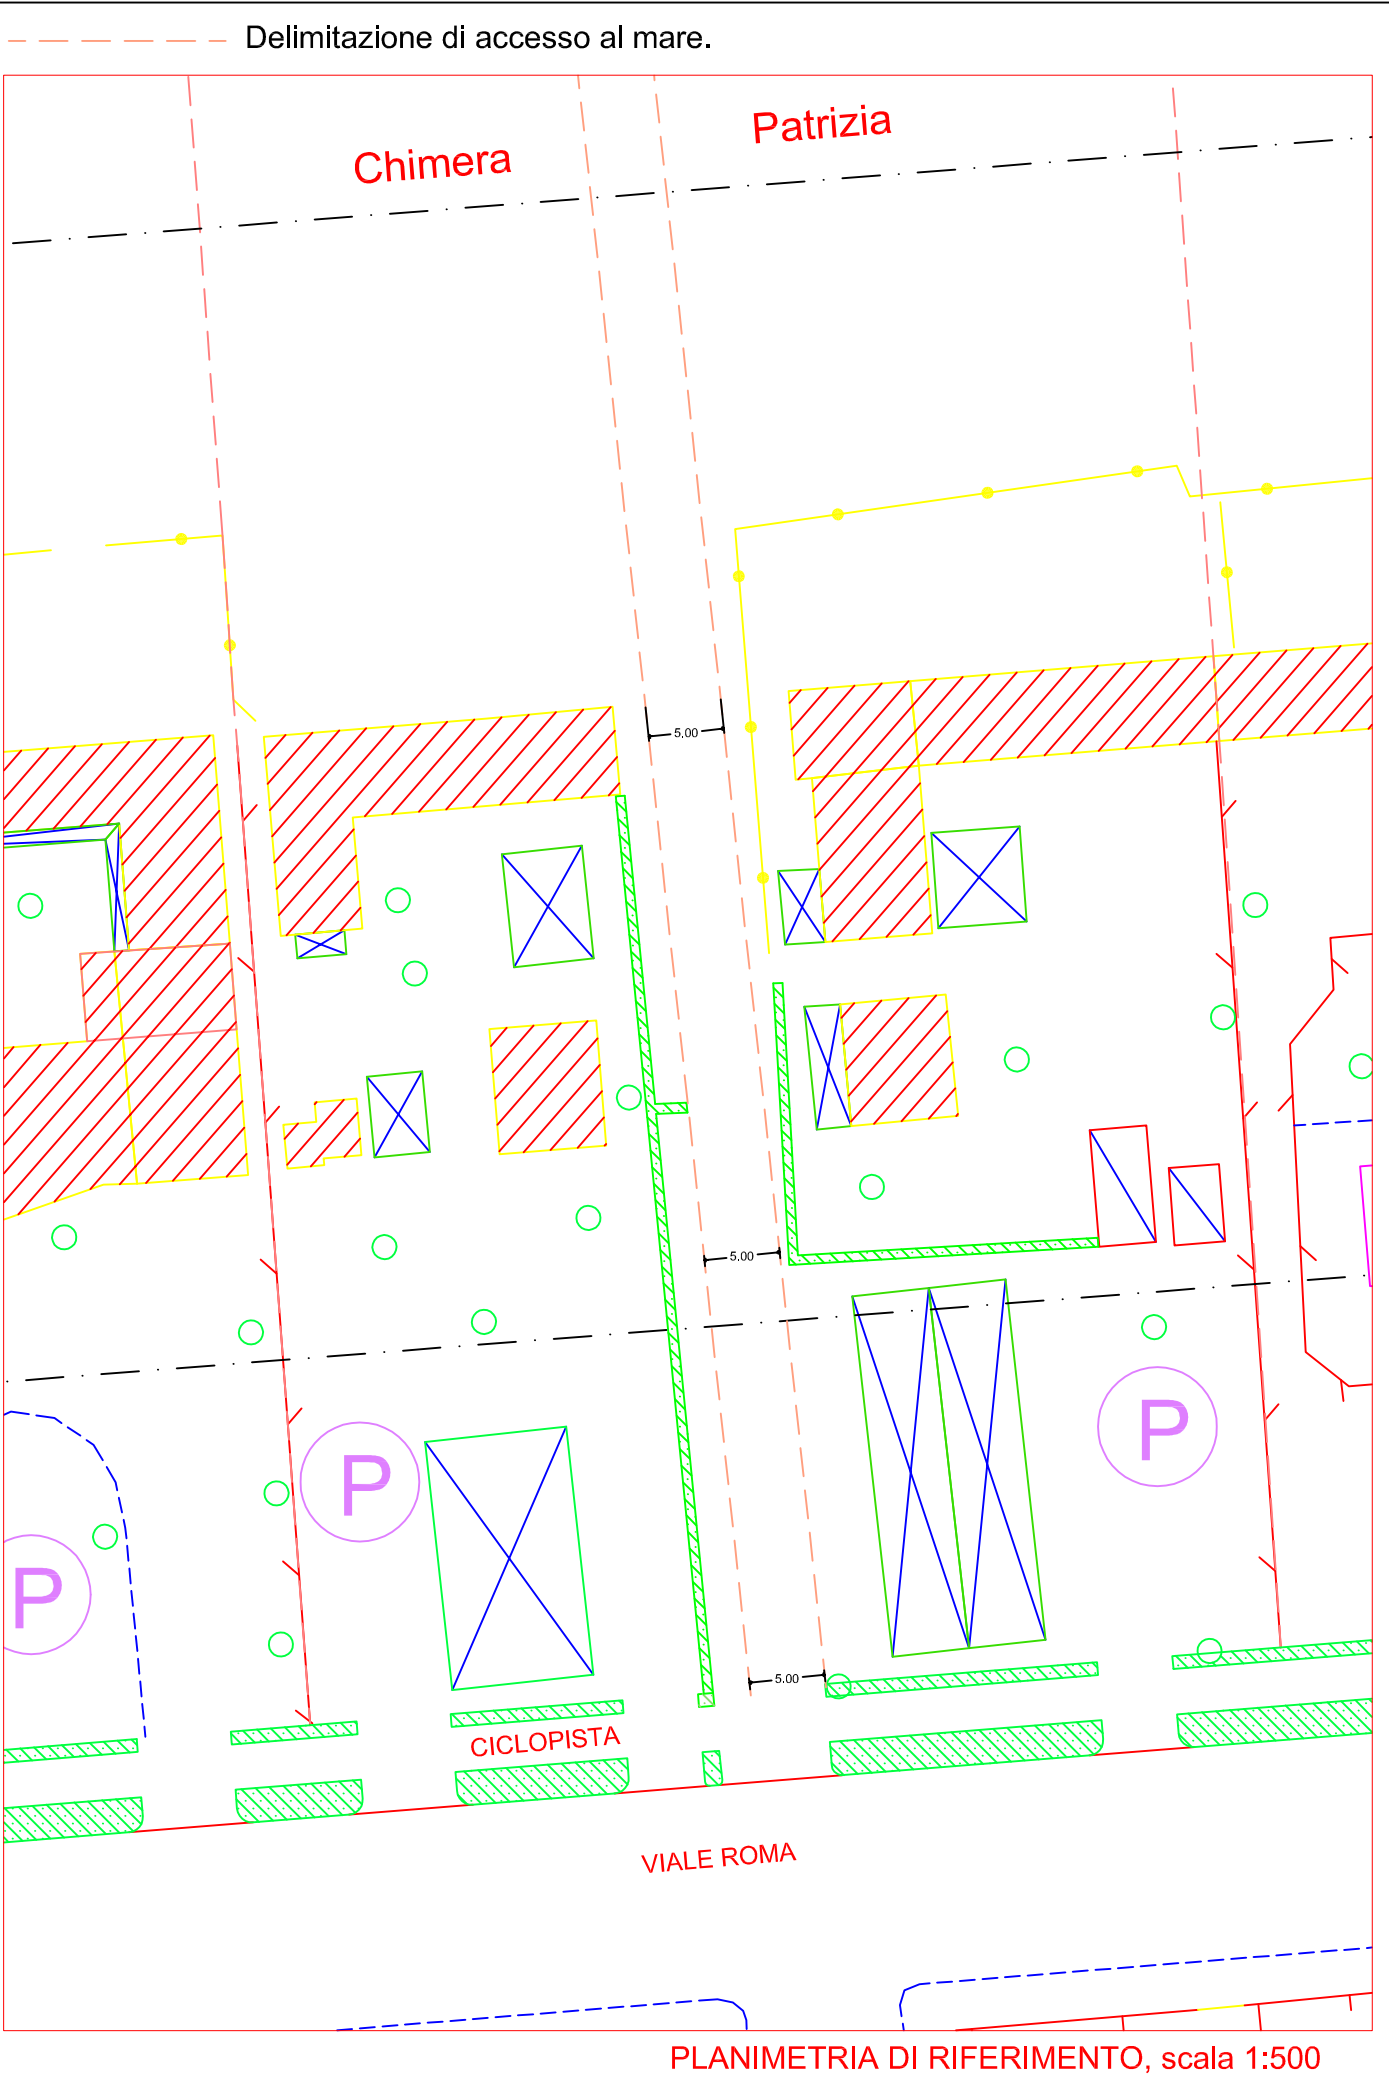 Delimitazione di accesso al mare.
Patrizia
Chimera
5.00
5.00
P
P
P
5.00
CICLOPISTA
VIALE ROMA
PLANIMETRIA DI RIFERIMENTO, scala 1:500